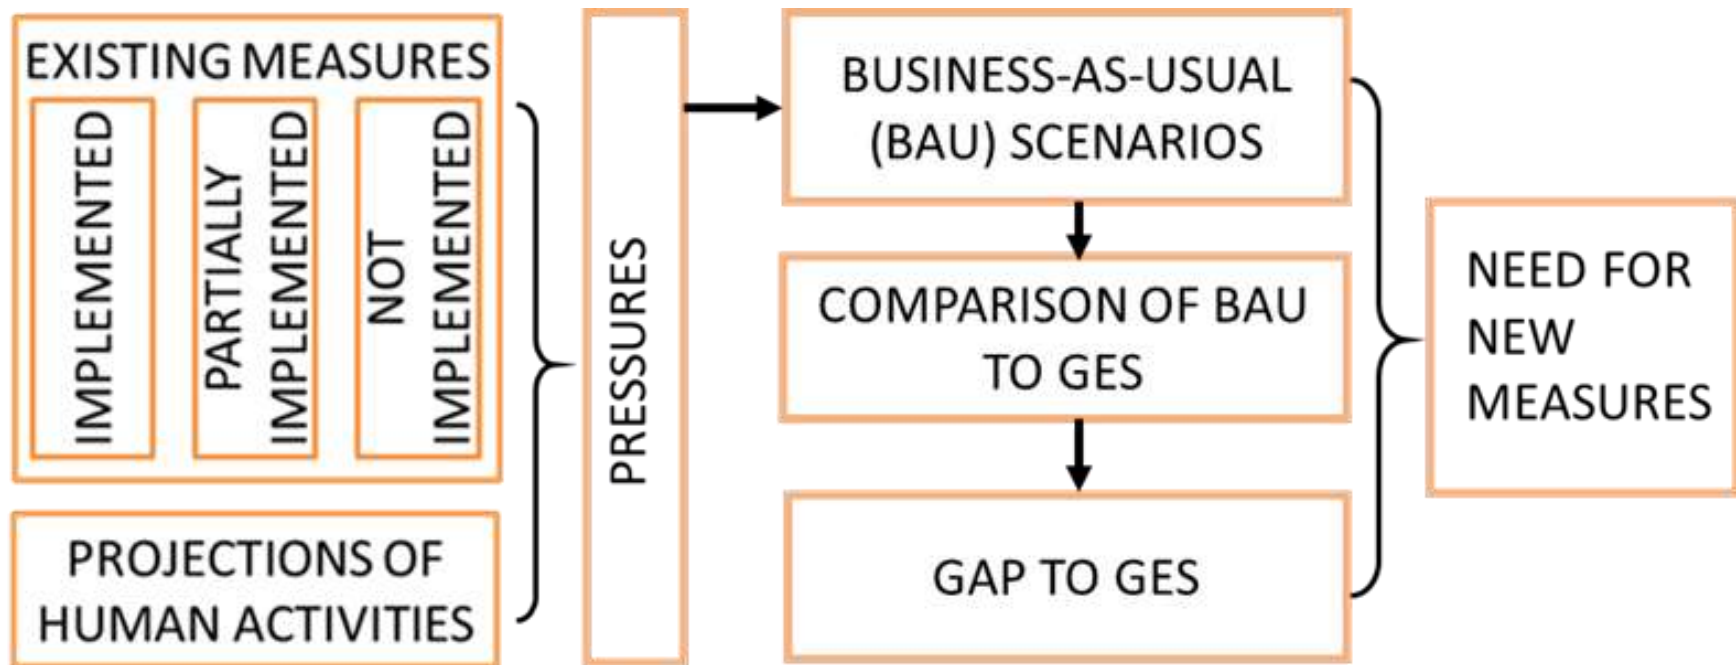 EXISTING MEASURES
IMPLEMENTED
PARTIALLY
IMPLEMENTED
NOT
IMPLEMENTED
PROJECTIONS OF
HUMAN ACTIVITIES
PRESSURES
BUSINESS-AS-USUAL
(BAU) SCENARIOS
COMPARISON OF BAU
TO GES
GAP TO GES
NEED FOR
NEW
MEASURES